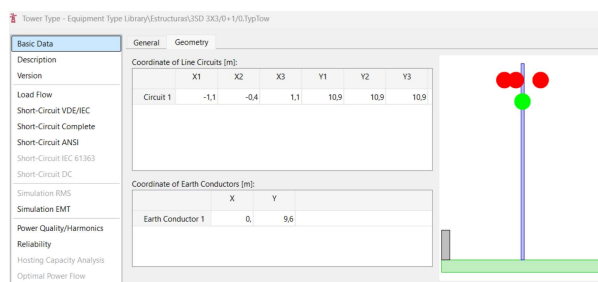 Tower Type - Equipment Type Library\Estructuras\3SD 3X3/0+1/0.TypTow
Basic Data
Description
Version
Load Flow
Short-Circuit VDE/IEC
Short-Circuit Complete
Short-Circuit ANSI
Short-Circuit IEC 61363
Short-Circuit DC
Simulation RMS
Simulation EMT
Power Quality/Harmonics
Reliability
Hosting Capacity Analysis
Optimal Power Flow
General Geometry
Coordinate of Line Circuits [m]:
X1 X2 X3 Y1 Y2 Y3
Circuit 1 -1,1 -0,4 1,1 10,9 10,9 10,9
Coordinate of Earth Conductors [m]:
X Y
Earth Conductor 1 0, 9,6